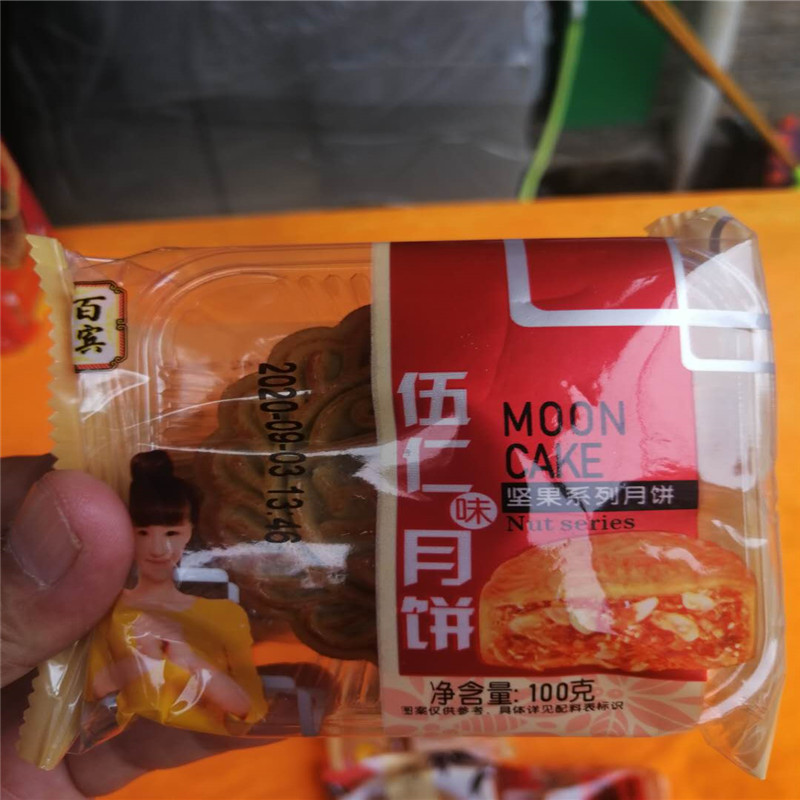 百宾
2020-09-03 13:46
伍仁味月饼
MOON
CAKE
坚果系列月饼
Nut series
净含量: 100克
图案仅供参考，具体详见配料表标识